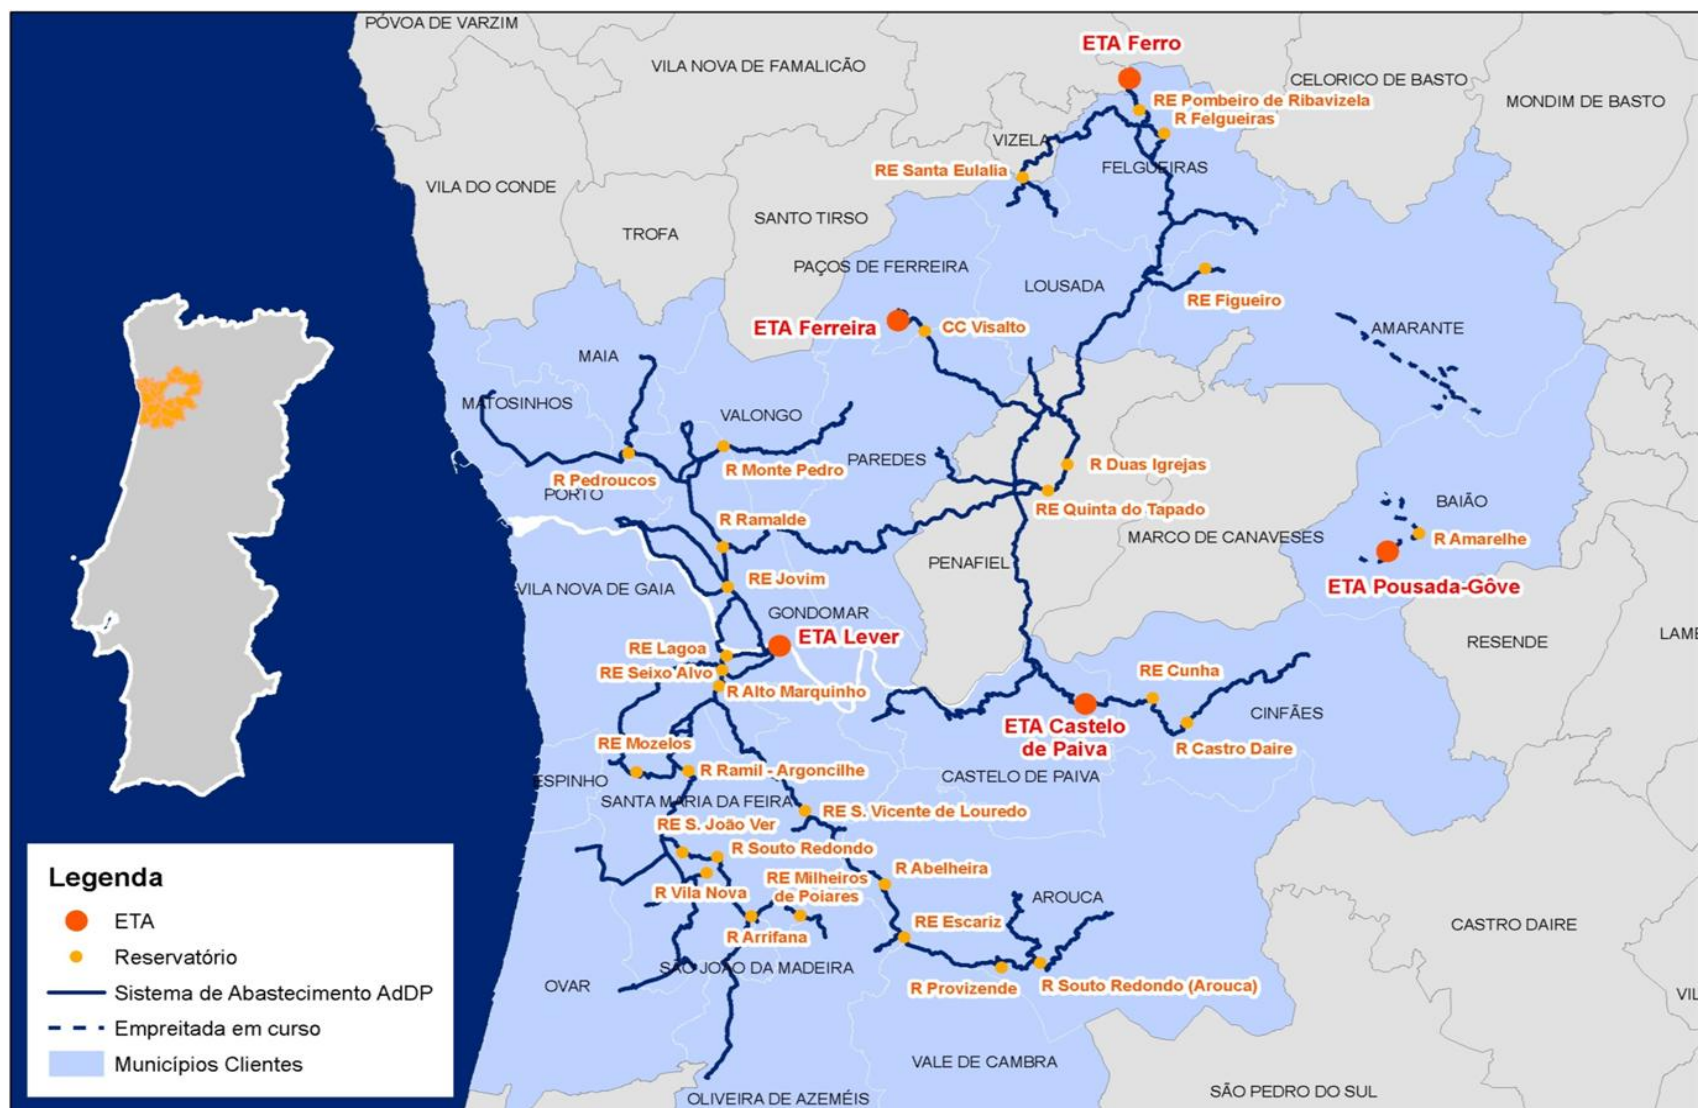 PÓVOA DE VARZIM
ETA Ferro
VILA NOVA DE FAMALICÃO
CELORICO DE BASTO
MONDIM DE BASTO
RE Pombeiro de Ribavizela
R Felgueiras
VIZELA
FELGUEIRAS
RE Santa Eulalia
VILA DO CONDE
SANTO TIRSO
TROFA
PAÇOS DE FERREIRA
LOUSADA
RE Figueiro
ETA Ferreira
CC Visalto
AMARANTE
MAIA
MATOSINHOS
VALONGO
PAREDES
R Monte Pedro
R Duas Igrejas
R Pedroucos
PORTO
BAIÃO
RE Quinta do Tapado
R Ramalde
MARCO DE CANAVESES
R Amarelhe
PENAFIEL
RE Jovim
VILA NOVA DE GAIA
ETA Pousada-Gôve
GONDOMAR
ETA Lever
RESENDE
LAME
RE Lagoa
RE Seixo Alvo
RE Cunha
R Alto Marquinho
CINFÃES
ETA Castelo
de Paiva
R Castro Daire
RE Mozelos
R Ramil - Argoncilhe
ESPINHO
CASTELO DE PAIVA
SANTA MARIA DA FEIRA
RE S. Vicente de Louredo
RE S. João Ver
R Souto Redondo
R Abelheira
RE Milheiros
de Poiares
R Vila Nova
AROUCA
RE Escariz
CASTRO DAIRE
R Arrifana
SÃO JOÃO DA MADEIRA
OVAR
R Provizende
R Souto Redondo (Arouca)
VIL
VALE DE CAMBRA
SÃO PEDRO DO SUL
OLIVEIRA DE AZEMÉIS
Legenda
ETA
Reservatório
Sistema de Abastecimento AdDP
Empreitada em curso
Municípios Clientes